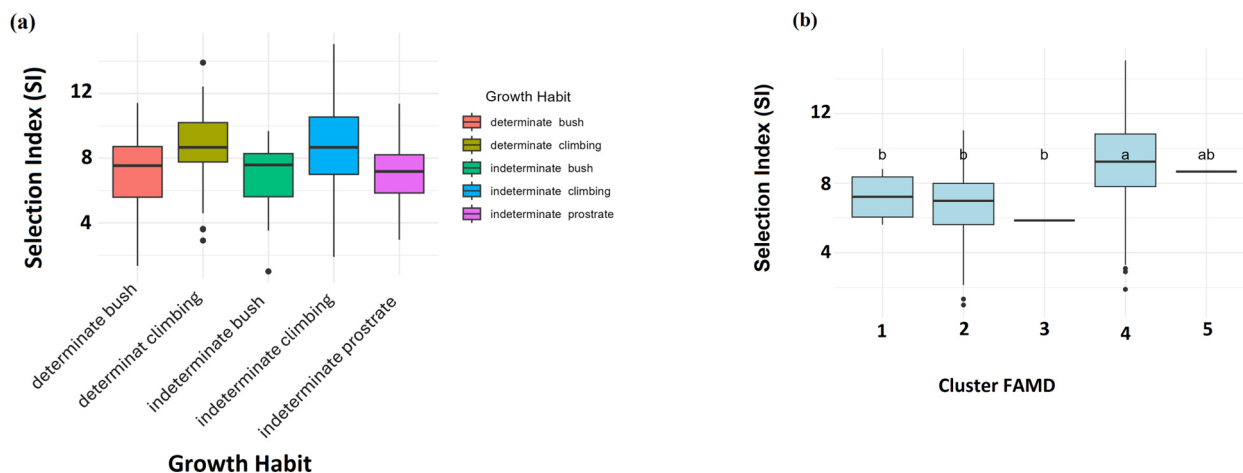 (a)
Selection Index (SI)
12
8
4
determinate bush
determinat climbing
indeterminate bush
indeterminate climbing
indeterminate prostrate
Growth Habit
Growth Habit
determinate bush
determinate climbing
indeterminate bush
indeterminate climbing
indeterminate prostrate
(b)
Selection Index (SI)
12
8
4
b b b a ab
1 2 3 4 5
Cluster FAMD